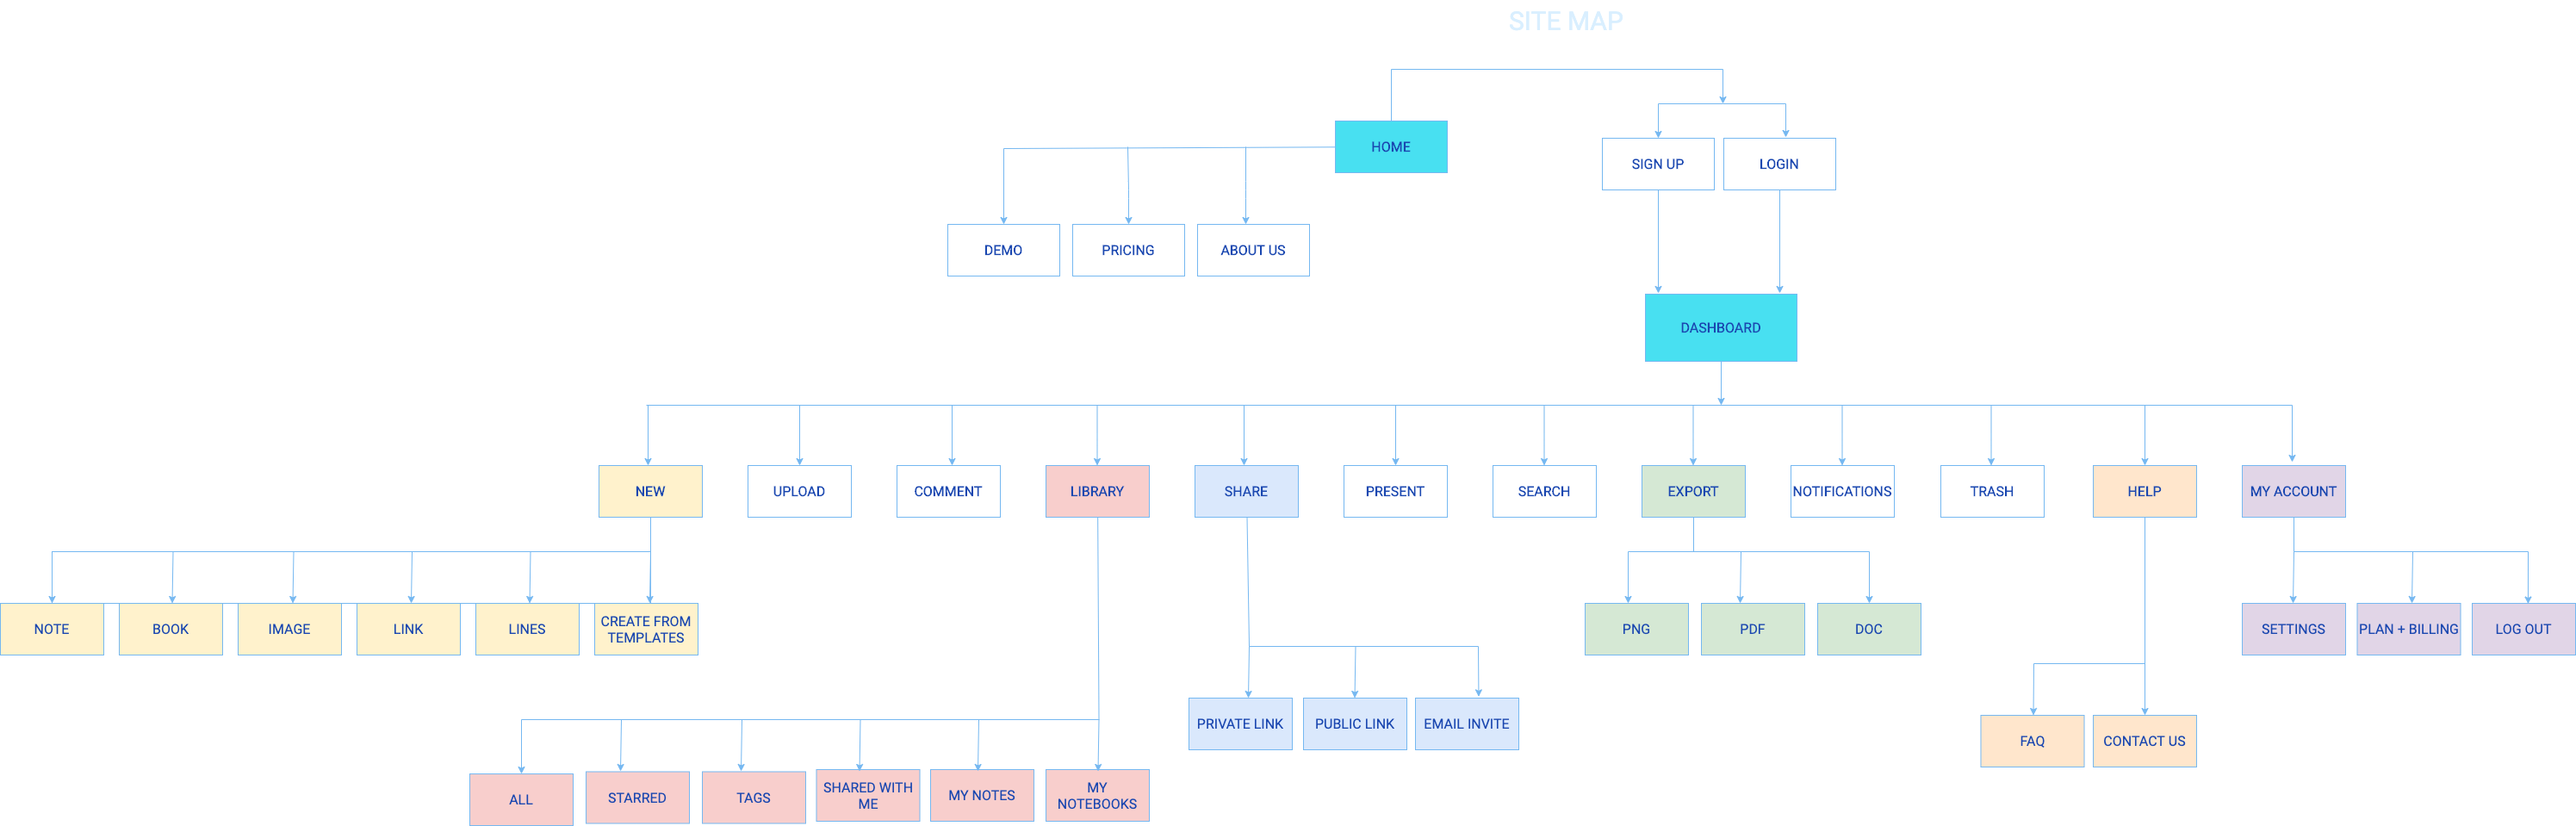 SITE MAP
HOME
SIGN UP
LOGIN
DEMO
PRICING
ABOUT US
DASHBOARD
NEW
UPLOAD
COMMENT
LIBRARY
SHARE
PRESENT
SEARCH
EXPORT
NOTIFICATIONS
TRASH
HELP
MY ACCOUNT
NOTE
BOOK
IMAGE
LINK
LINES
CREATE FROM
TEMPLATES
PNG
PDF
DOC
SETTINGS
PLAN + BILLING
LOG OUT
PRIVATE LINK
PUBLIC LINK
EMAIL INVITE
FAQ
CONTACT US
ALL
STARRED
TAGS
SHARED WITH
ME
MY NOTES
MY
NOTEBOOKS